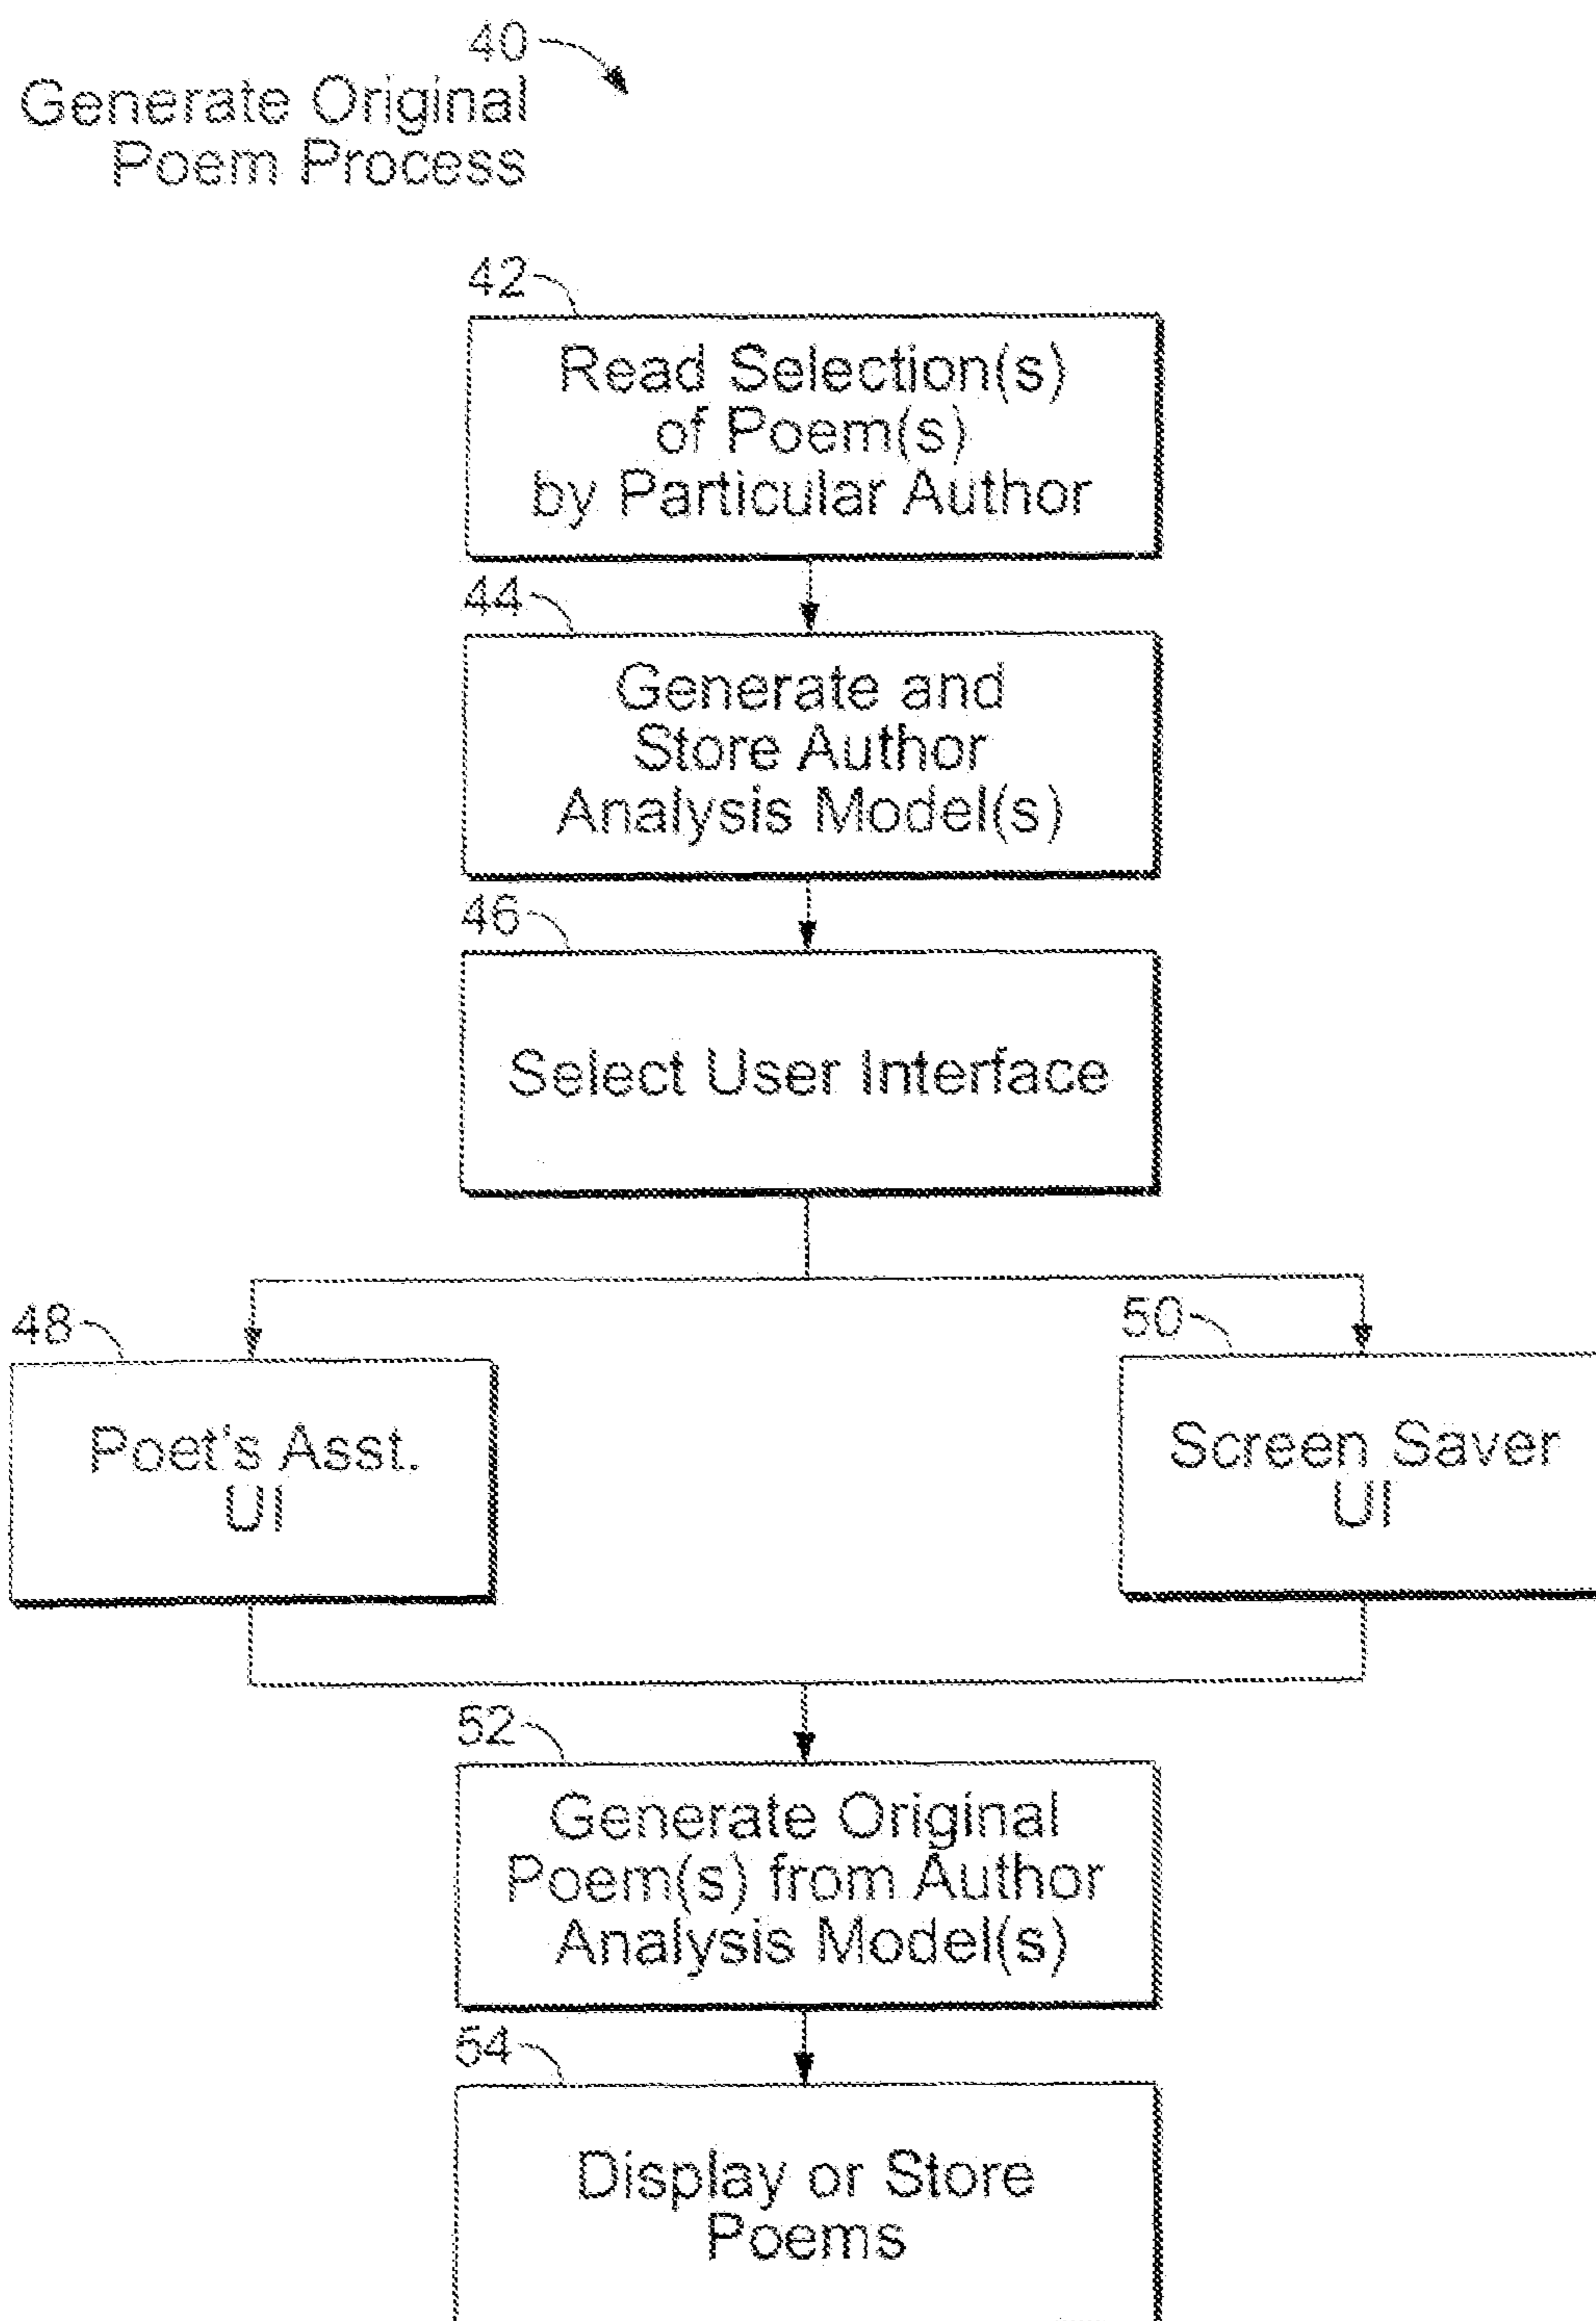 40
Generate Original
Poem Process
42
Read Selection(s)
of Poem(s)
by Particular Author
44
Generate and
Store Author
Analysis Model(s)
46
Select User Interface
48
Poet's Asst.
UI
50
Screen Saver
UI
52
Generate Original
Poem(s) from Author
Analysis Model(s)
54
Display or Store
Poems